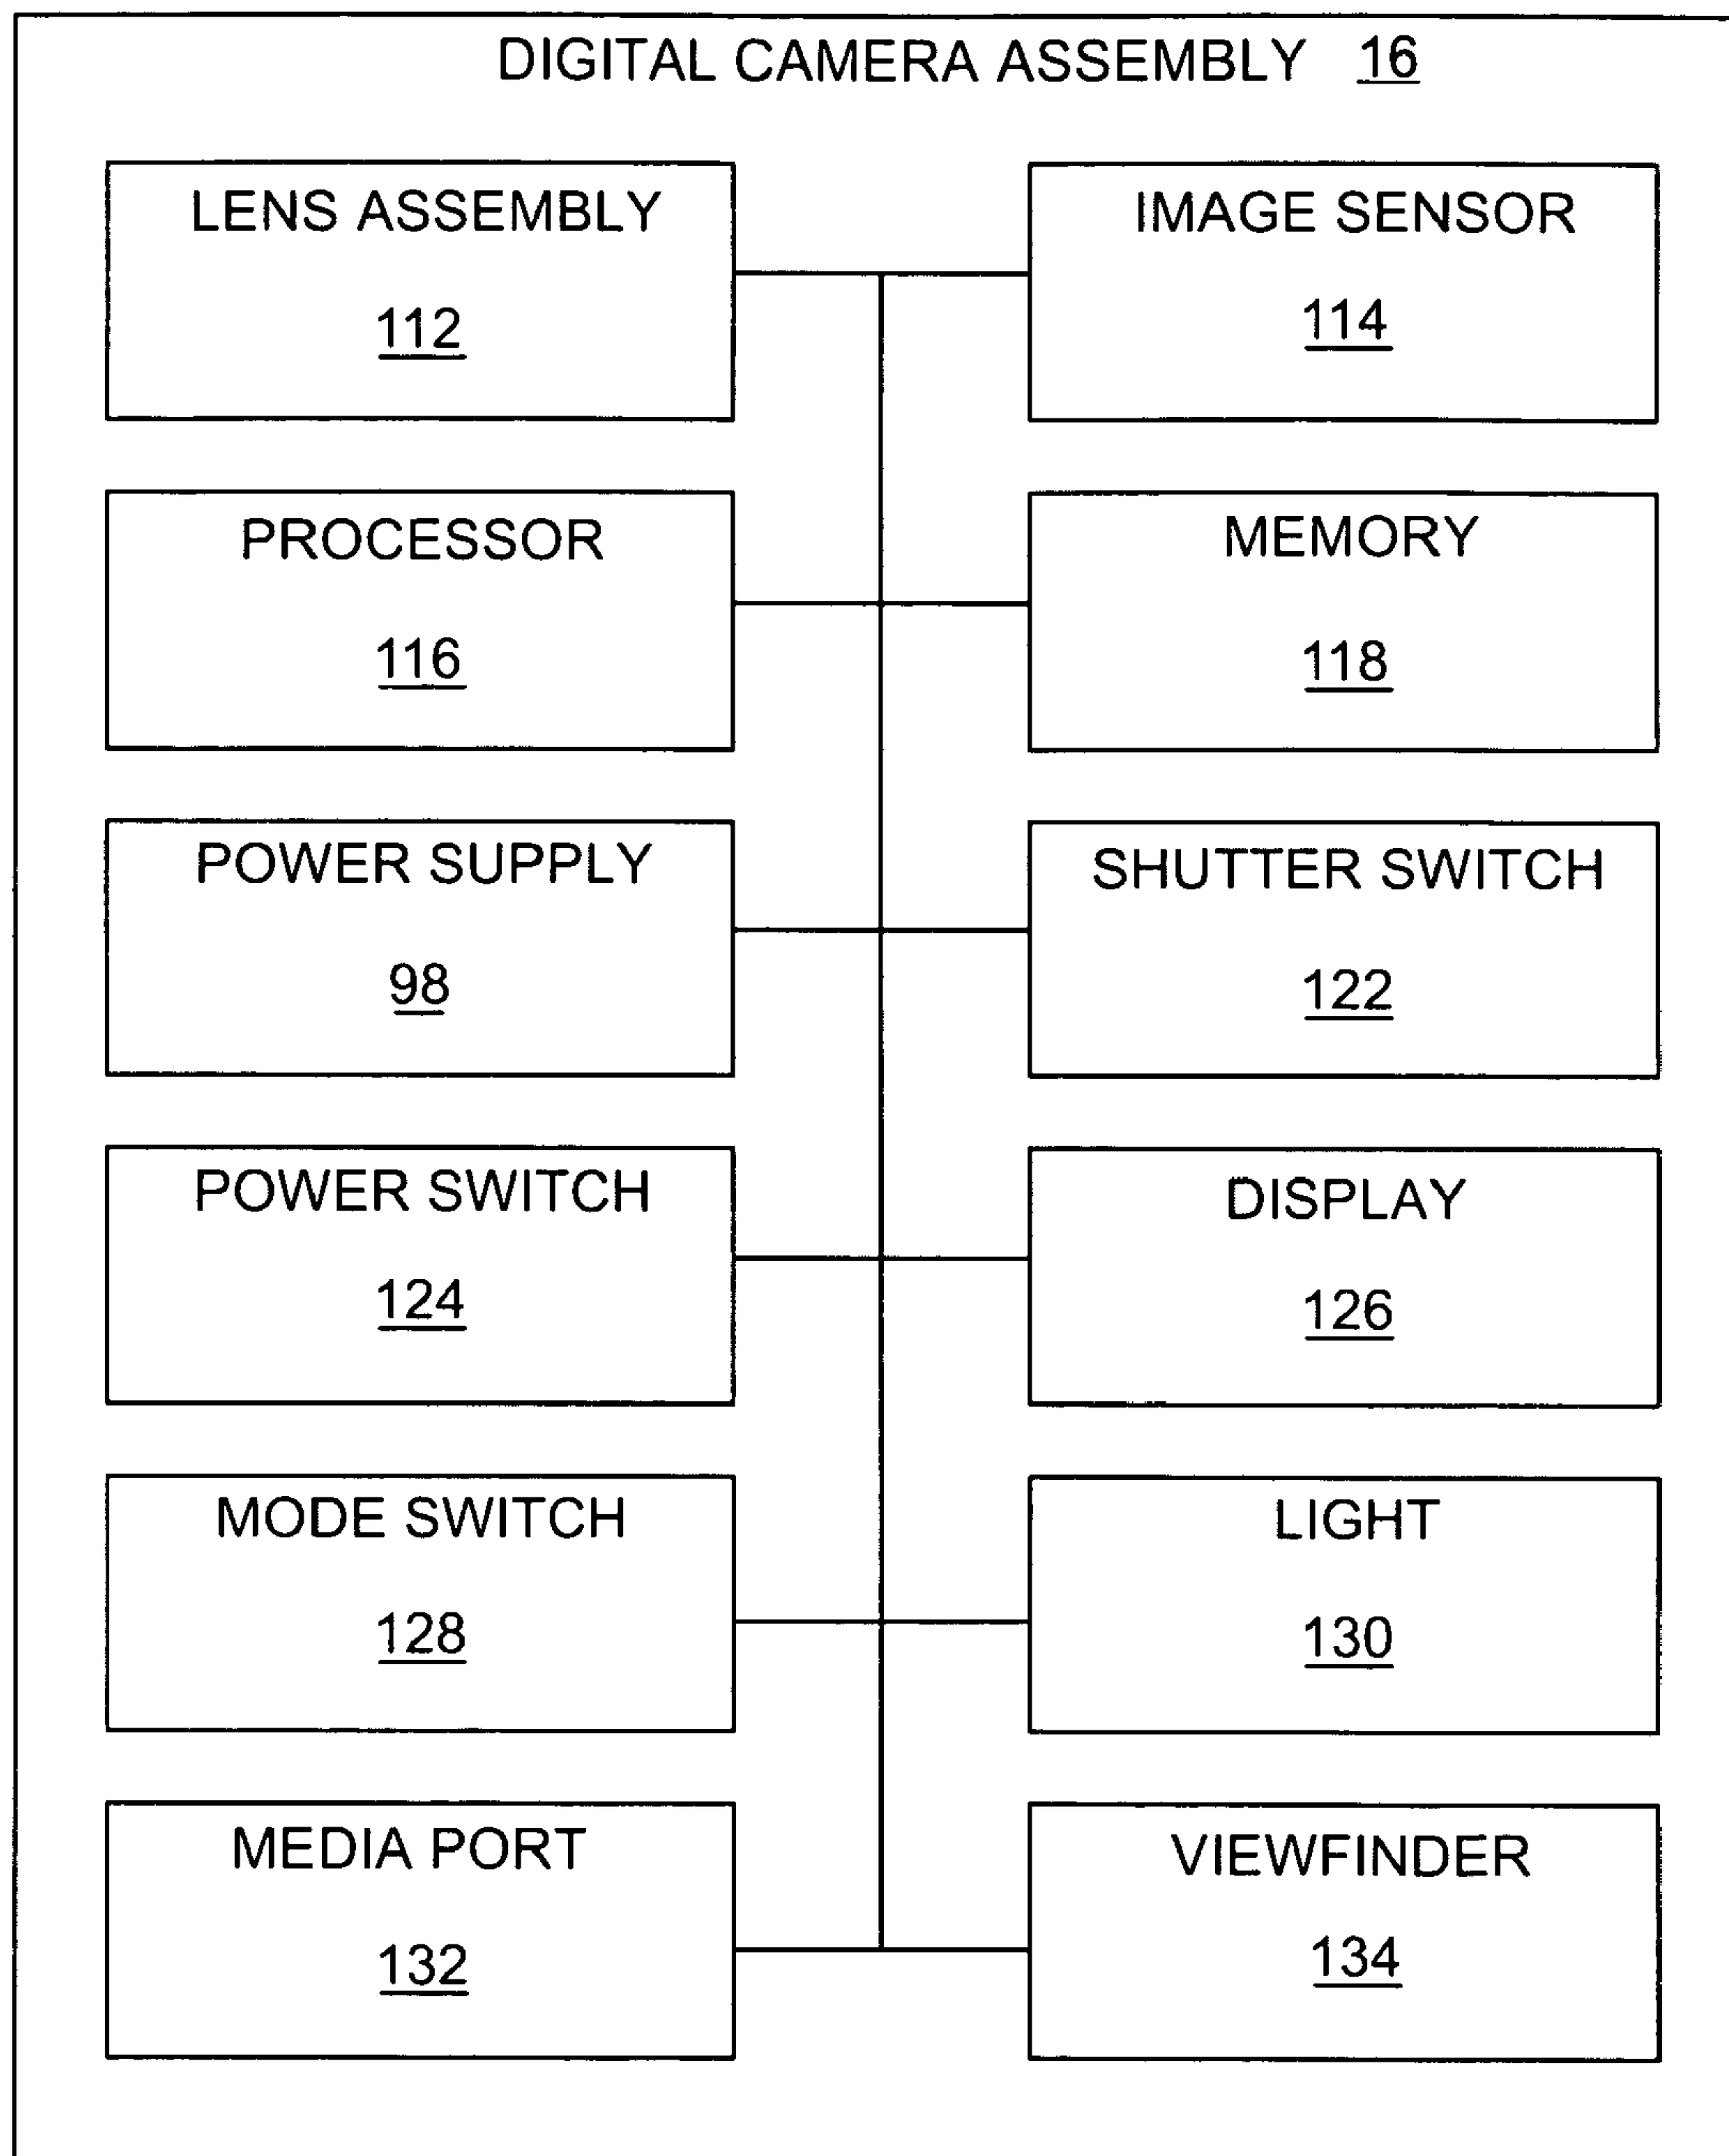 DIGITAL CAMERA ASSEMBLY 16
LENS ASSEMBLY
112
IMAGE SENSOR
114
PROCESSOR
116
MEMORY
118
POWER SUPPLY
98
SHUTTER SWITCH
122
POWER SWITCH
124
DISPLAY
126
MODE SWITCH
128
LIGHT
130
MEDIA PORT
132
VIEWFINDER
134